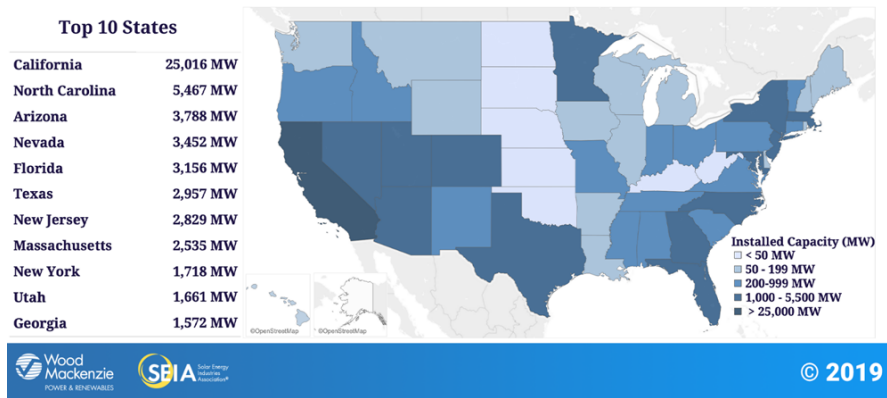 Top 10 States
California 25,016 MW
North Carolina 5,467 MW
Arizona 3,788 MW
Nevada 3,452 MW
Florida 3,156 MW
Texas 2,957 MW
New Jersey 2,829 MW
Massachusetts 2,535 MW
New York 1,718 MW
Utah 1,661 MW
Georgia 1,572 MW
Installed Capacity (MW)
< 50 MW
50 - 199 MW
200-999 MW
1,000 - 5,500 MW
> 25,000 MW
©OpenStreetMap
©OpenStreetMap
Wood
Mackenzie
POWER & RENEWABLES
SEIA
Solar Energy
Industries
Association®
© 2019